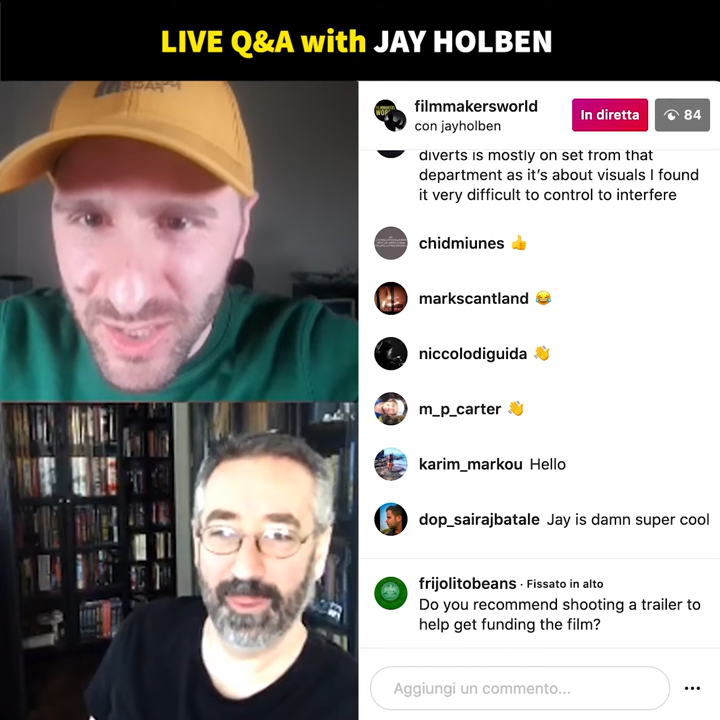 LIVE Q&A with JAY HOLBEN
filmmakersworld
con jayholben
In diretta
84
diverts is mostly on set from that
department as it's about visuals I found
it very difficult to control to interfere
chidmiunes 👍
markscantland 😂
niccolodiguida 👋
m_p_carter 👋
karim_markou Hello
dop_sairajbatale Jay is damn super cool
frijolitobeans · Fissato in alto
Do you recommend shooting a trailer to
help get funding the film?
Aggiungi un commento...